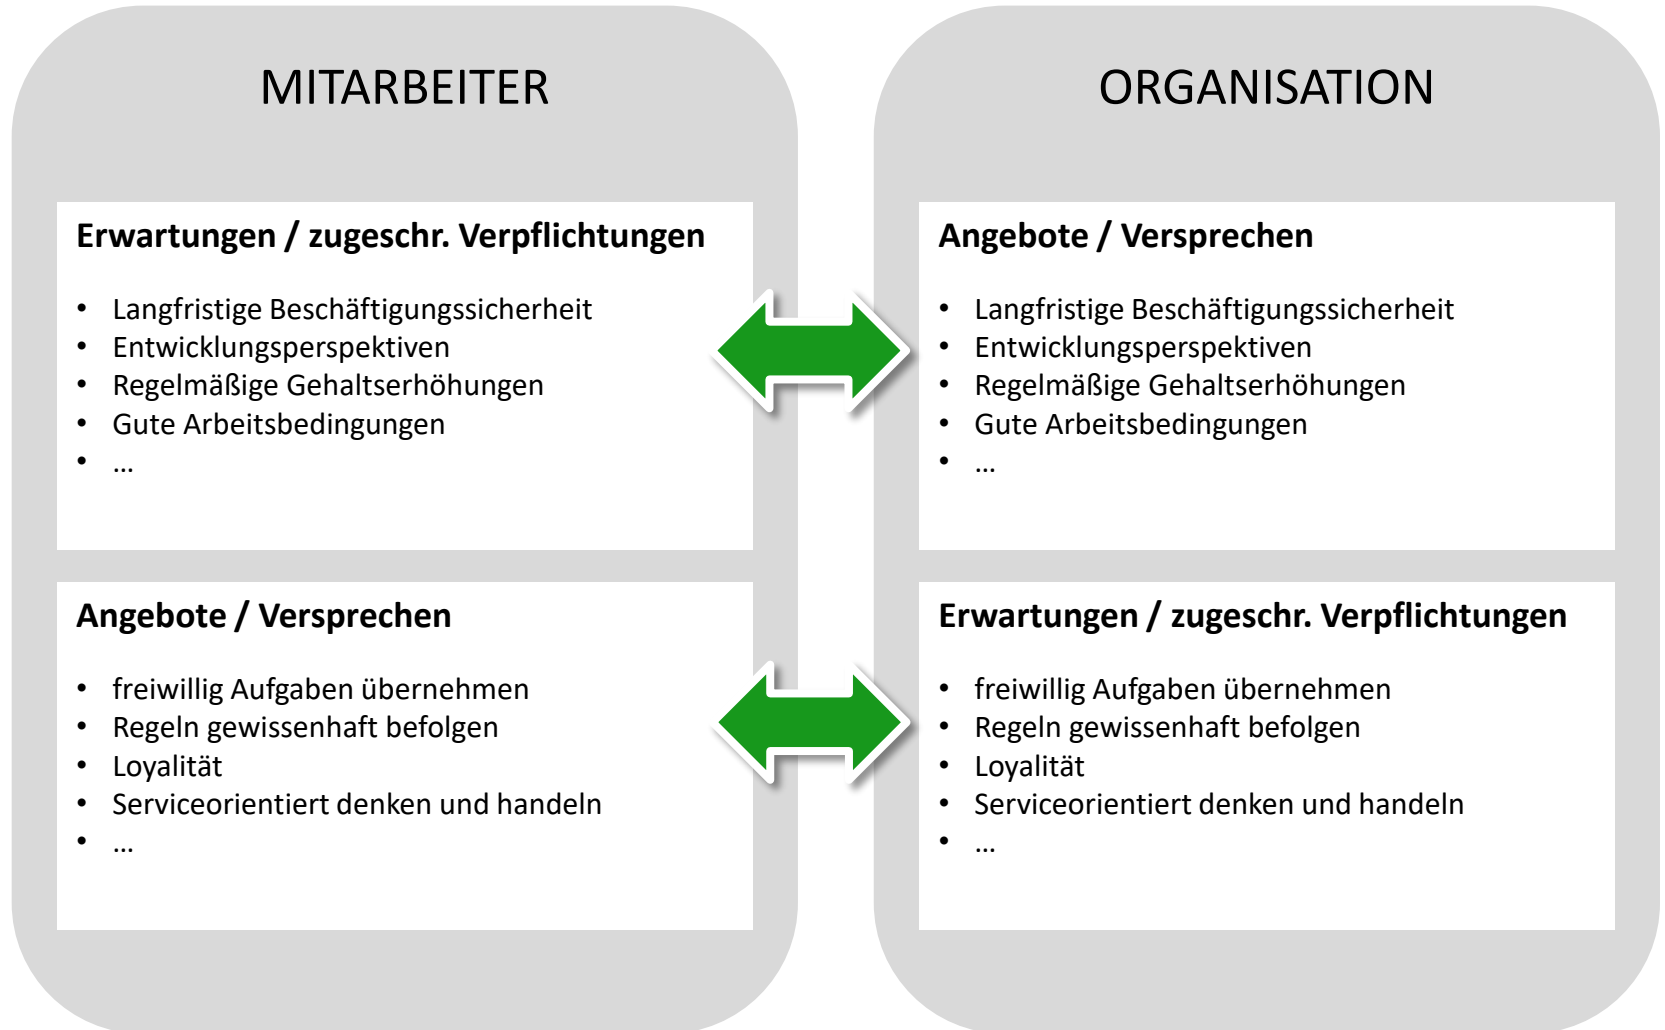 MITARBEITER
Erwartungen / zugeschr. Verpflichtungen
• Langfristige Beschäftigungssicherheit
• Entwicklungsperspektiven
• Regelmäßige Gehaltserhöhungen
• Gute Arbeitsbedingungen
• ...
Angebote / Versprechen
• freiwillig Aufgaben übernehmen
• Regeln gewissenhaft befolgen
• Loyalität
• Serviceorientiert denken und handeln
• ...
ORGANISATION
Angebote / Versprechen
• Langfristige Beschäftigungssicherheit
• Entwicklungsperspektiven
• Regelmäßige Gehaltserhöhungen
• Gute Arbeitsbedingungen
• ...
Erwartungen / zugeschr. Verpflichtungen
• freiwillig Aufgaben übernehmen
• Regeln gewissenhaft befolgen
• Loyalität
• Serviceorientiert denken und handeln
• ...